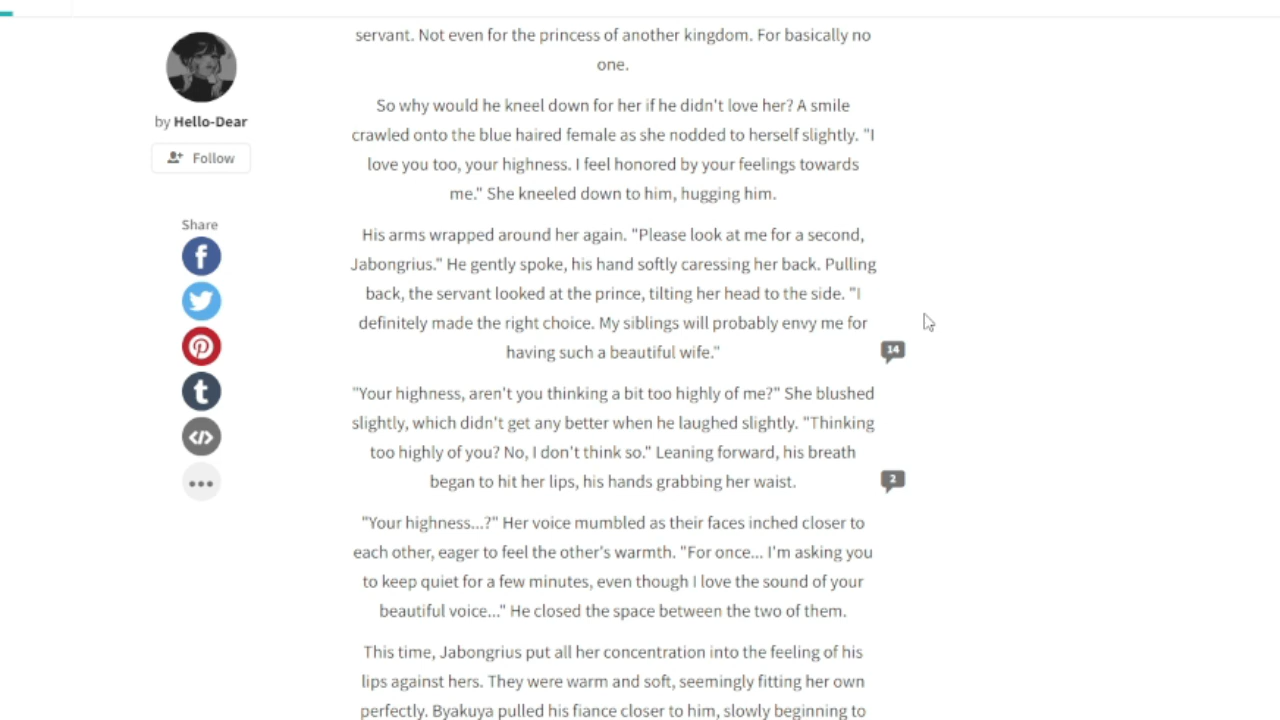 servant. Not even for the princess of another kingdom. For basically no
one.
by Hello-Dear
Follow
Share
f
t
</>
So why would he kneel down for her if he didn't love her? A smile
crawled onto the blue haired female as she nodded to herself slightly. "I
love you too, your highness. I feel honored by your feelings towards
me." She kneeled down to him, hugging him.
His arms wrapped around her again. "Please look at me for a second,
Jabongrius." He gently spoke, his hand softly caressing her back. Pulling
back, the servant looked at the prince, tilting her head to the side. "I
definitely made the right choice. My siblings will probably envy me for
having such a beautiful wife."
14
"Your highness, aren't you thinking a bit too highly of me?" She blushed
slightly, which didn't get any better when he laughed slightly. "Thinking
too highly of you? No, I don't think so." Leaning forward, his breath
began to hit her lips, his hands grabbing her waist.
2
"Your highness...?" Her voice mumbled as their faces inched closer to
each other, eager to feel the other's warmth. "For once... I'm asking you
to keep quiet for a few minutes, even though I love the sound of your
beautiful voice..." He closed the space between the two of them.
This time, Jabongrius put all her concentration into the feeling of his
lips against hers. They were warm and soft, seemingly fitting her own
perfectly. Byakuya pulled his fiance closer to him, slowly beginning to